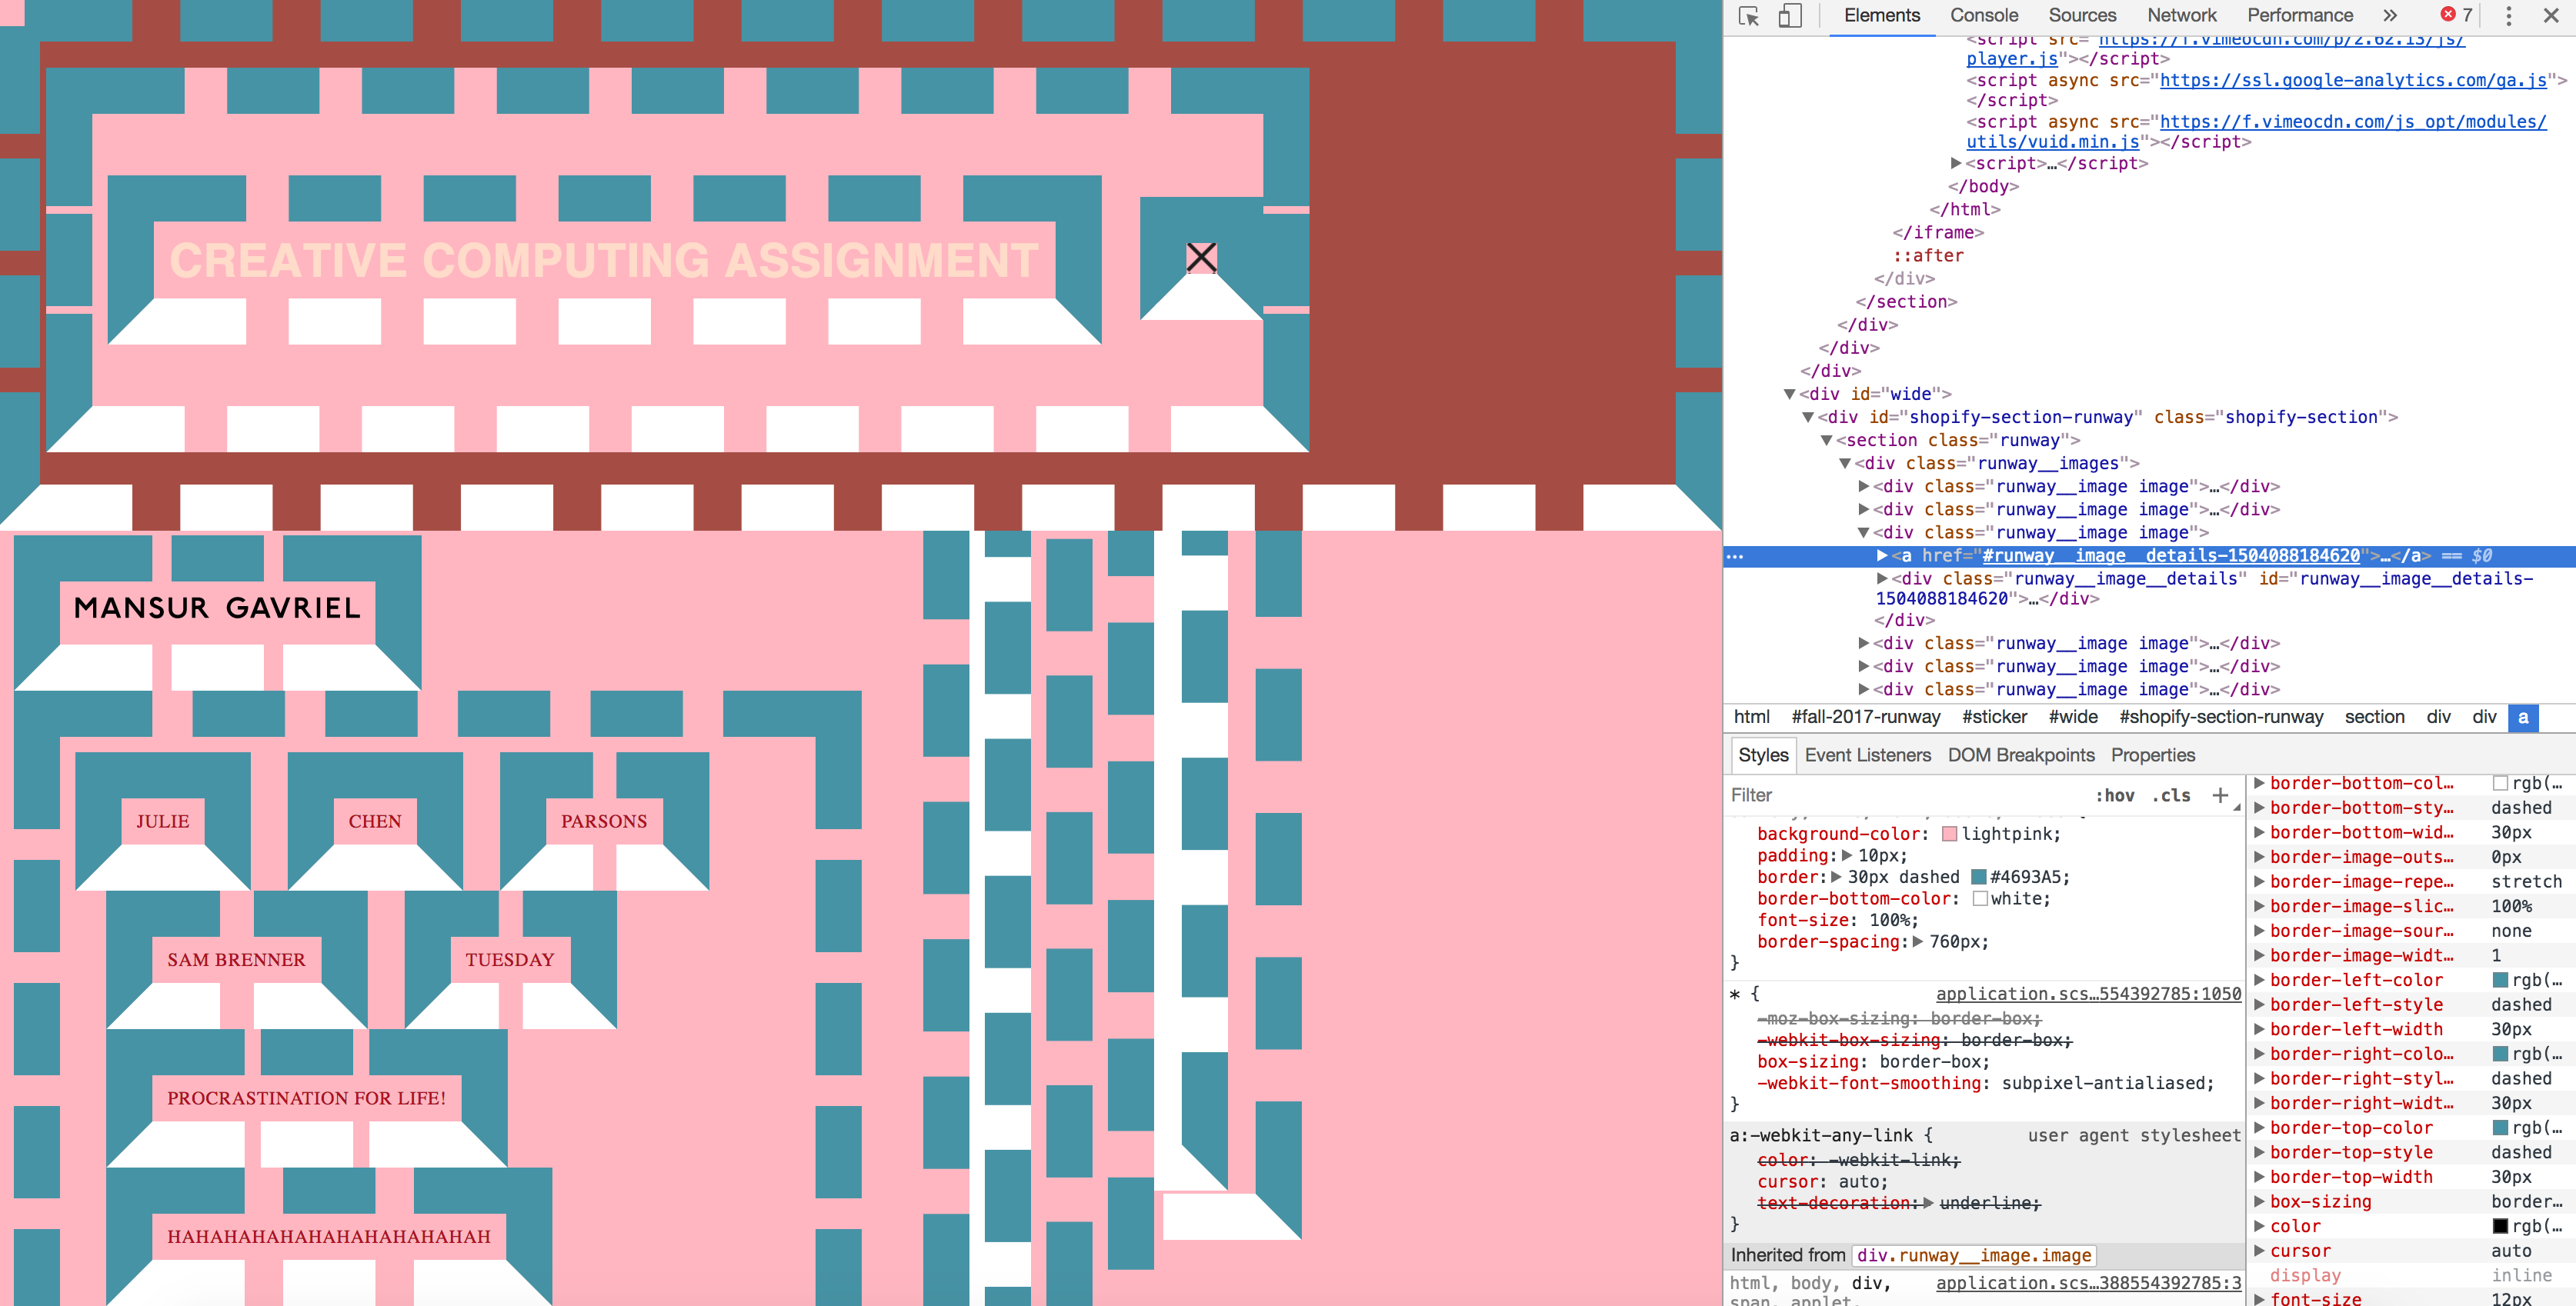 CREATIVE COMPUTING ASSIGNMENT
MANSUR GAVRIEL
JULIE
CHEN
PARSONS
SAM BRENNER
TUESDAY
PROCRASTINATION FOR LIFE!
HAHAHAHAHAHAHAHAHAHAHAH
Elements Console Sources Network Performance » 7
<script src="https://f.vimeocdn.com/p/2.62.13/js/
player.js"></script>
<script async src="https://ssl.google-analytics.com/ga.js">
</script>
<script async src="https://f.vimeocdn.com/js_opt/modules/
utils/vuid.min.js"></script>
▶<script>…</script>
</body>
</html>
</iframe>
::after
</div>
</section>
</div>
</div>
</div>
▼<div id="wide">
▼<div id="shopify-section-runway" class="shopify-section">
▼<section class="runway">
▼<div class="runway__images">
▶<div class="runway__image image">…</div>
▶<div class="runway__image image">…</div>
▼<div class="runway__image image">
… ▶<a href="#runway__image__details-1504088184620">…</a> == $0
▶<div class="runway__image__details" id="runway__image__details-
1504088184620">…</div>
</div>
▶<div class="runway__image image">…</div>
▶<div class="runway__image image">…</div>
▶<div class="runway__image image">…</div>
html #fall-2017-runway #sticker #wide #shopify-section-runway section div div a
Styles Event Listeners DOM Breakpoints Properties
Filter :hov .cls +
background-color: lightpink;
padding:▶ 10px;
border:▶ 30px dashed #4693A5;
border-bottom-color: white;
font-size: 100%;
border-spacing:▶ 760px;
}
* { application.scs…554392785:1050
-moz-box-sizing: border-box;
-webkit-box-sizing: border-box;
box-sizing: border-box;
-webkit-font-smoothing: subpixel-antialiased;
}
a:-webkit-any-link { user agent stylesheet
color: -webkit-link;
cursor: auto;
text-decoration:▶ underline;
}
Inherited from div.runway__image.image
html, body, div, application.scs…388554392785:3
span, applet,
▶ border-bottom-col… rgb(…
▶ border-bottom-sty… dashed
▶ border-bottom-wid… 30px
▶ border-image-outs… 0px
▶ border-image-repe… stretch
▶ border-image-slic… 100%
▶ border-image-sour… none
▶ border-image-widt… 1
▶ border-left-color rgb(…
▶ border-left-style dashed
▶ border-left-width 30px
▶ border-right-colo… rgb(…
▶ border-right-styl… dashed
▶ border-right-widt… 30px
▶ border-top-color rgb(…
▶ border-top-style dashed
▶ border-top-width 30px
▶ box-sizing border…
▶ color rgb(…
▶ cursor auto
display inline
▶ font-size 12px